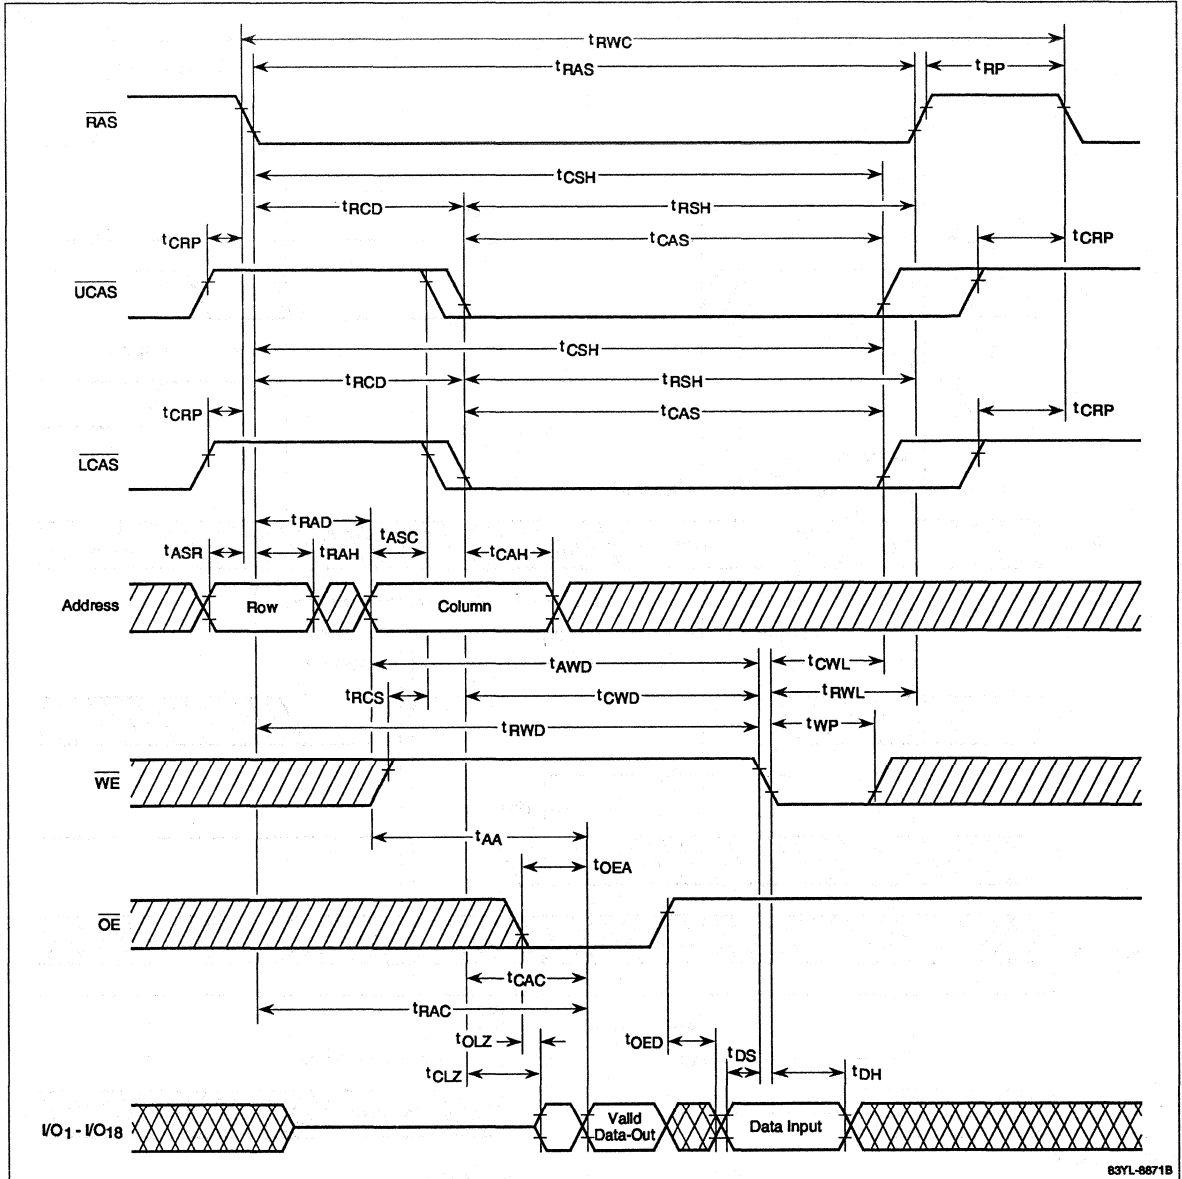 tRWC
tRAS
tRP
RAS
tCSH
tRCD
tRSH
tCRP
tCAS
tCRP
UCAS
tCSH
tRCD
tRSH
tCRP
tCAS
tCRP
LCAS
tRAD
tASR
tRAH
tASC
tCAH
Address
Row
Column
tAWD
tCWL
tRCS
tCWD
tRWL
tRWD
tWP
WE
tAA
tOEA
OE
tCAC
tRAC
tOLZ
tOED
tDS
tCLZ
tDH
I/O1 - I/O18
Valid
Data-Out
Data Input
83YL-8871B